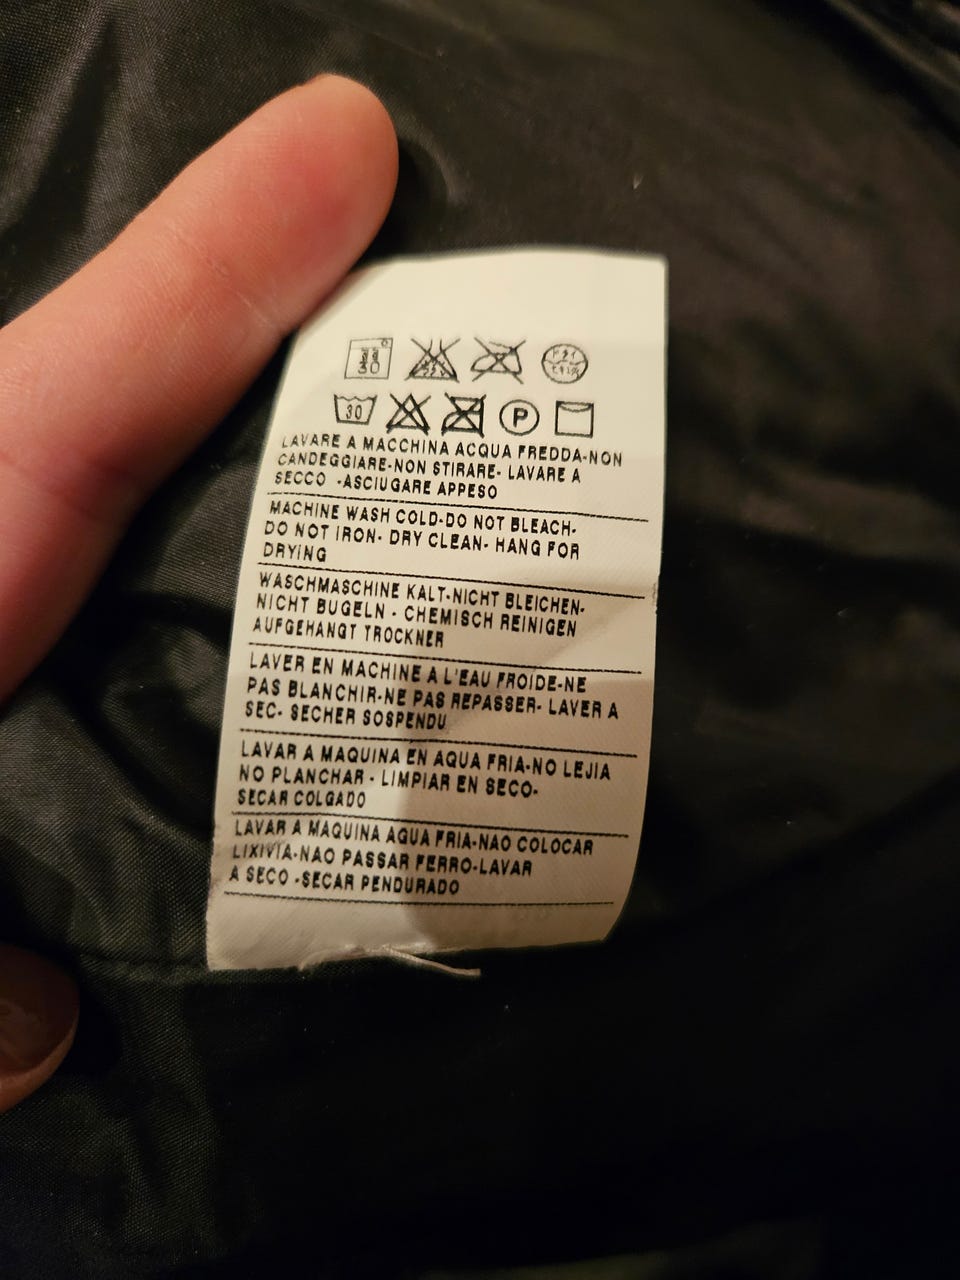 30
30 P
LAVARE A MACCHINA ACQUA FREDDA-NON
CANDEGGIARE-NON STIRARE- LAVARE A
SECCO -ASCIUGARE APPESO
MACHINE WASH COLD-DO NOT BLEACH-
DO NOT IRON- DRY CLEAN- HANG FOR
DRYING
WASCHMASCHINE KALT-NICHT BLEICHEN-
NICHT BUGELN - CHEMISCH REINIGEN
AUFGEHANGT TROCKNER
LAVER EN MACHINE A L'EAU FROIDE-NE
PAS BLANCHIR-NE PAS REPASSER- LAVER A
SEC- SECHER SOSPENDU
LAVAR A MAQUINA EN AQUA FRIA-NO LEJIA
NO PLANCHAR - LIMPIAR EN SECO-
SECAR COLGADO
LAVAR A MAQUINA AQUA FRIA-NAO COLOCAR
LIXIVIA-NAO PASSAR FERRO-LAVAR
A SECO -SECAR PENDURADO